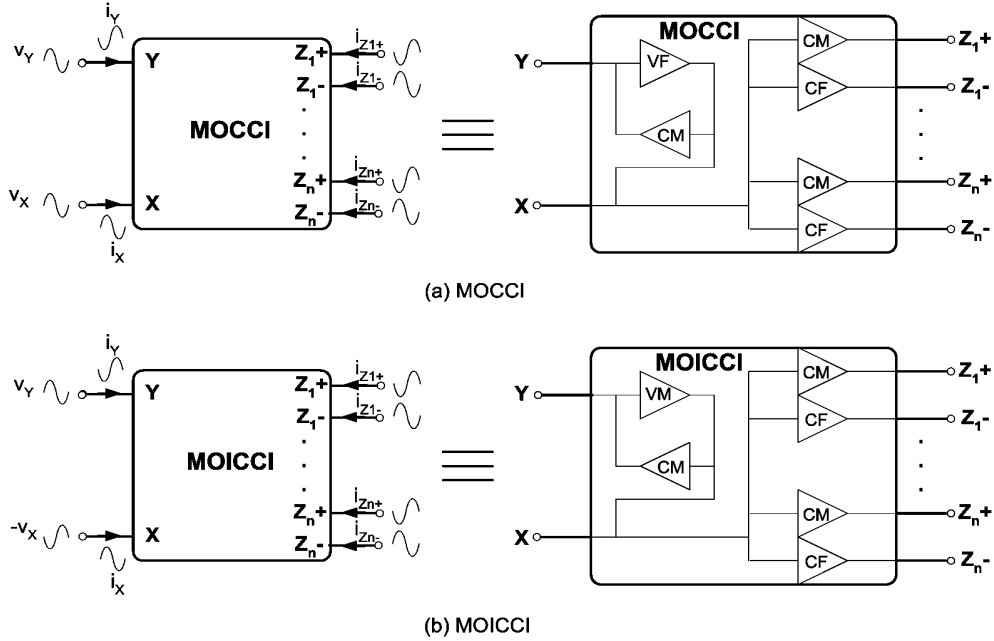 i_Y
v_Y
Y
MOCCI
v_X
X
i_X
Z_1+
i_Z1+
Z_1-
i_Z1-
Z_n+
i_Zn+
Z_n-
i_Zn-
MOCCI
Y
VF
CM
X
CM
Z_1+
CF
Z_1-
CM
Z_n+
CF
Z_n-
(a) MOCCI
i_Y
v_Y
Y
MOICCI
-v_X
X
i_X
Z_1+
i_Z1+
Z_1-
i_Z1-
Z_n+
i_Zn+
Z_n-
i_Zn-
MOICCI
Y
VM
CM
X
CM
Z_1+
CF
Z_1-
CM
Z_n+
CF
Z_n-
(b) MOICCI